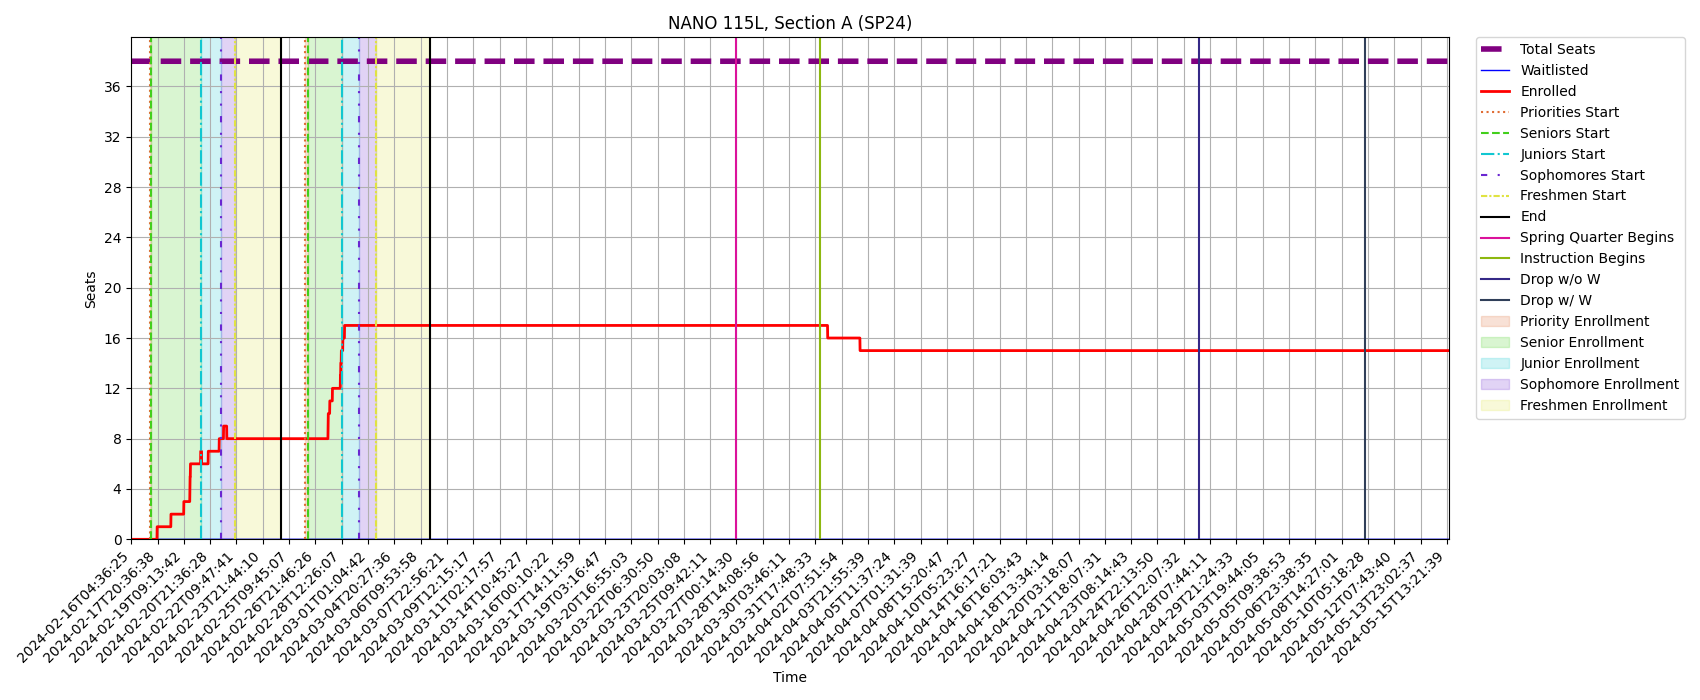 NANO 115L, Section A (SP24)
Seats
36
32
28
24
20
16
12
8
4
0
2024-02-16T04:36:25
2024-02-17T20:36:38
2024-02-19T09:13:42
2024-02-20T21:36:28
2024-02-22T09:47:41
2024-02-23T21:44:10
2024-02-25T09:45:07
2024-02-26T21:46:26
2024-02-28T12:26:07
2024-03-01T01:04:42
2024-03-04T20:27:36
2024-03-06T09:53:58
2024-03-07T22:56:21
2024-03-09T12:15:17
2024-03-11T02:17:57
2024-03-14T10:45:27
2024-03-16T00:10:22
2024-03-17T14:11:59
2024-03-19T03:16:47
2024-03-20T16:55:03
2024-03-22T06:30:50
2024-03-23T20:03:08
2024-03-25T09:42:11
2024-03-27T00:14:30
2024-03-28T14:08:56
2024-03-30T03:46:11
2024-03-31T17:48:33
2024-04-02T07:51:54
2024-04-03T21:55:39
2024-04-05T11:37:24
2024-04-07T01:31:39
2024-04-08T15:20:47
2024-04-10T05:23:27
2024-04-14T16:17:21
2024-04-16T16:03:43
2024-04-18T13:34:14
2024-04-20T03:18:07
2024-04-21T18:07:31
2024-04-23T08:14:43
2024-04-24T22:13:50
2024-04-26T12:07:32
2024-04-28T07:44:11
2024-04-29T21:24:33
2024-05-03T19:44:05
2024-05-05T09:38:53
2024-05-06T23:38:35
2024-05-08T14:27:01
2024-05-10T05:18:28
2024-05-12T07:43:40
2024-05-13T23:02:37
2024-05-15T13:21:39
Time
Total Seats
Waitlisted
Enrolled
Priorities Start
Seniors Start
Juniors Start
Sophomores Start
Freshmen Start
End
Spring Quarter Begins
Instruction Begins
Drop w/o W
Drop w/ W
Priority Enrollment
Senior Enrollment
Junior Enrollment
Sophomore Enrollment
Freshmen Enrollment